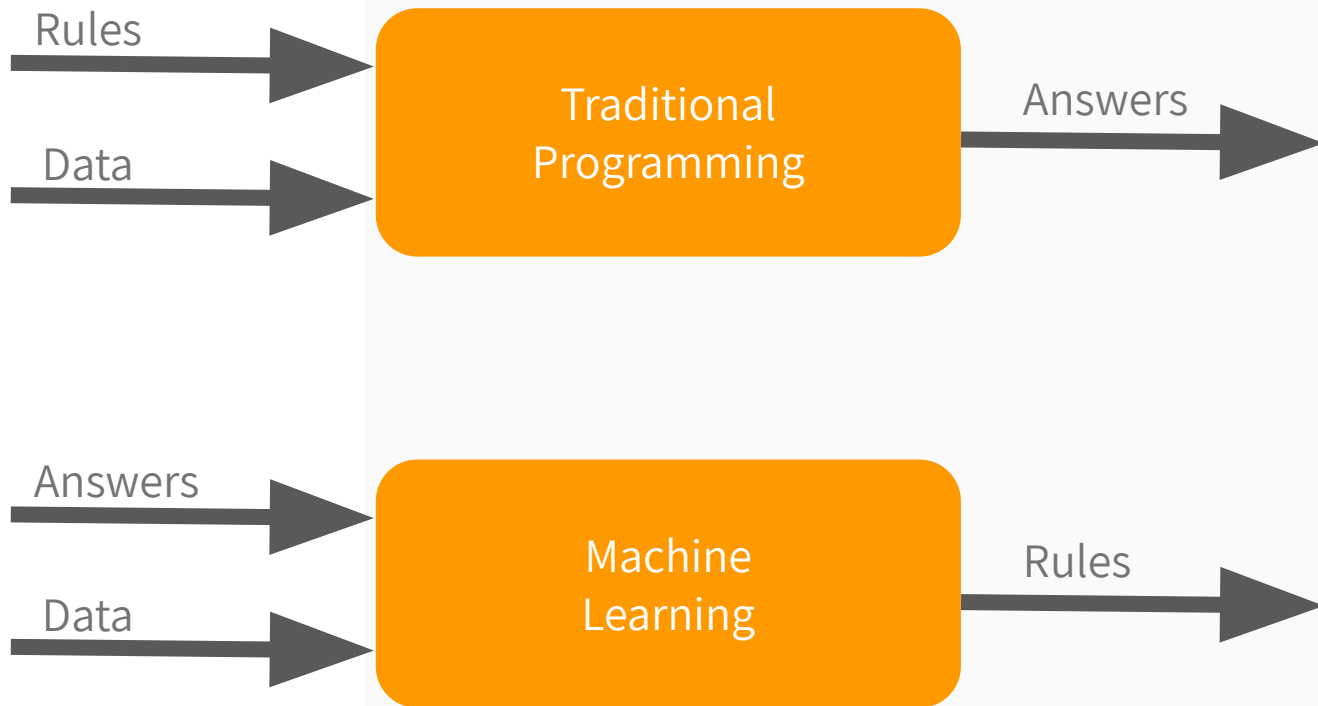 Rules
Data
Traditional
Programming
Answers
Answers
Data
Machine
Learning
Rules